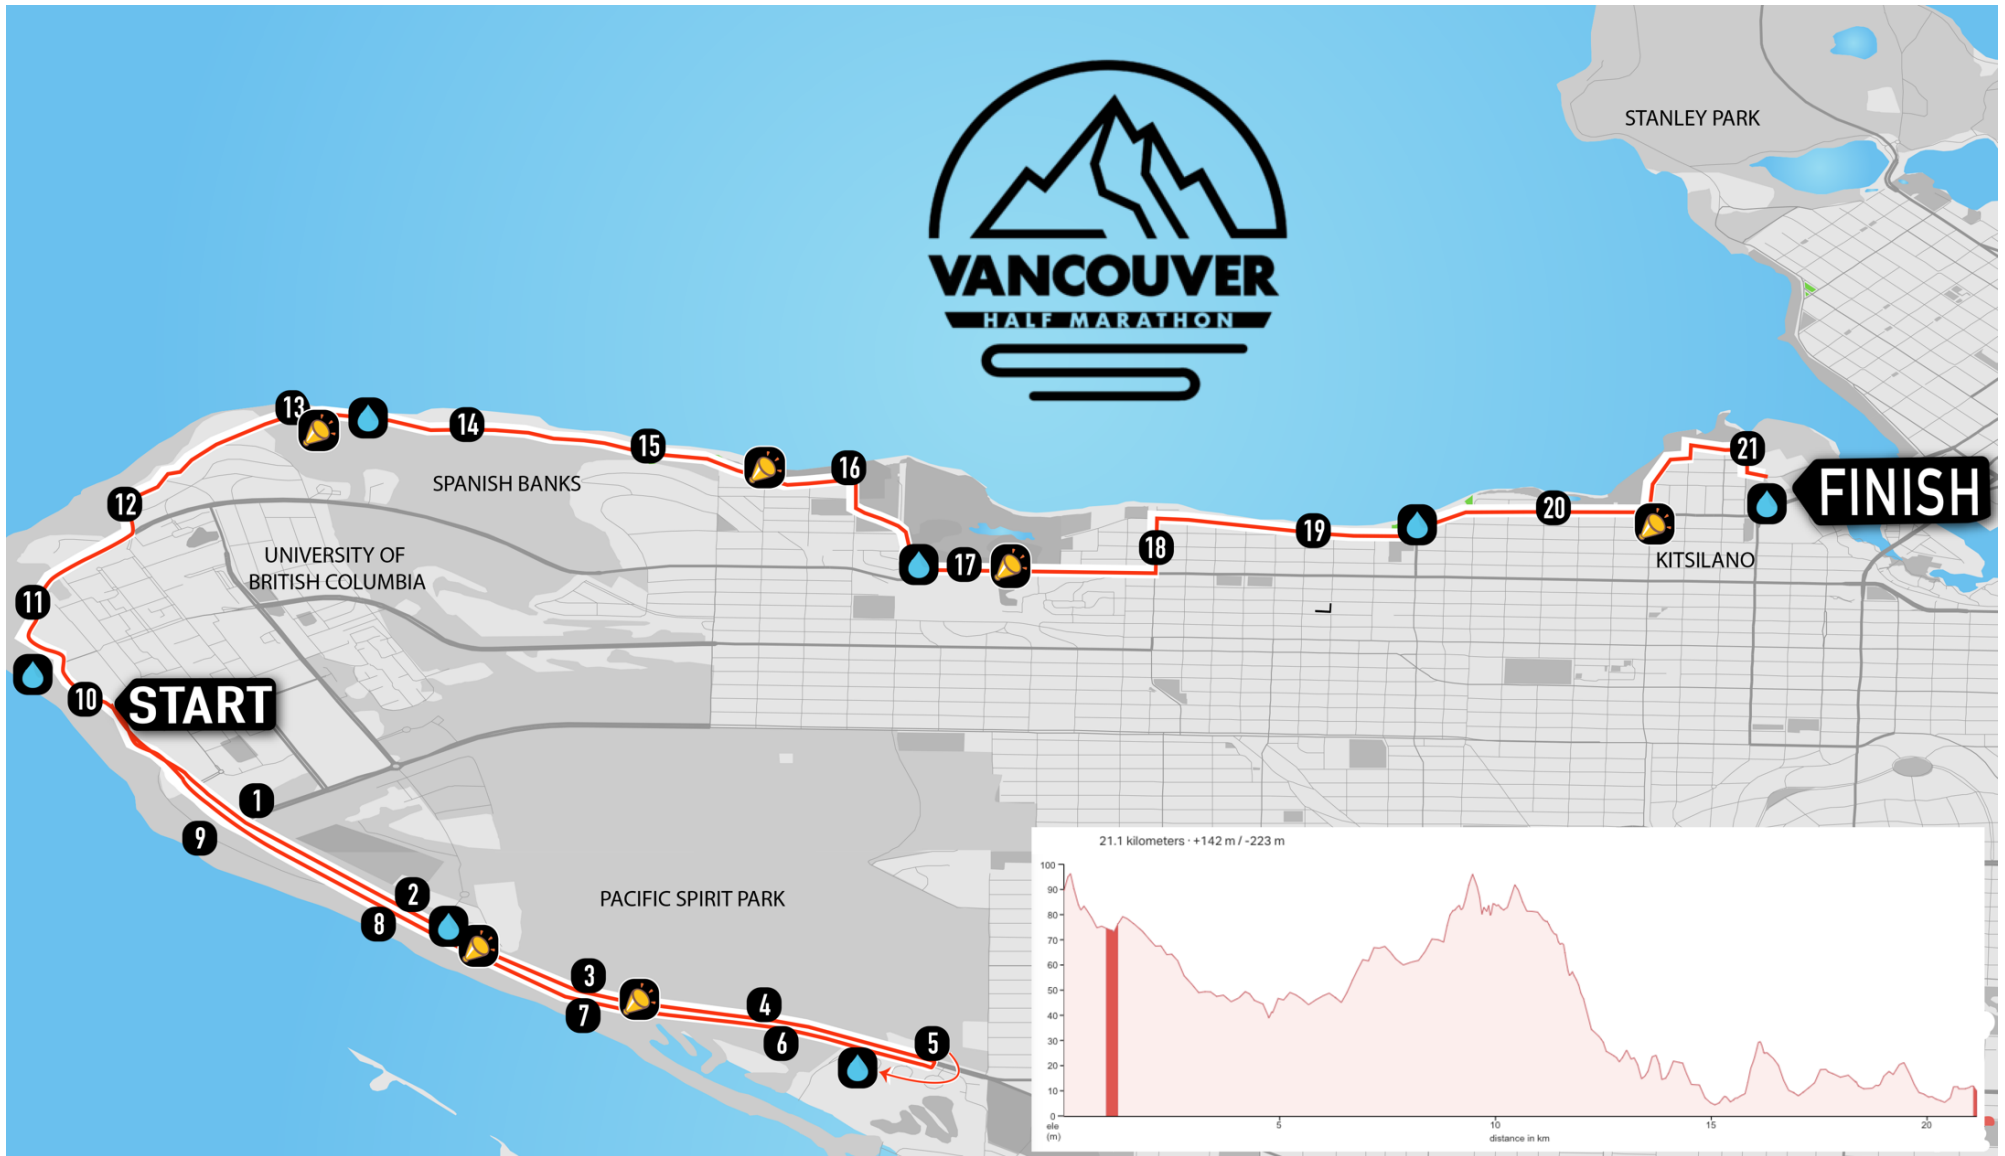 STANLEY PARK
VANCOUVER
HALF MARATHON
13
14
15
16
SPANISH BANKS
12
21
FINISH
20
19
18
17
KITSILANO
UNIVERSITY OF
BRITISH COLUMBIA
11
10
START
1
9
2
8
PACIFIC SPIRIT PARK
3
7
4
6
5
21.1 kilometers · +142 m / -223 m
100
90
80
70
60
50
40
30
20
10
0
ele
(m)
5
10
15
20
distance in km